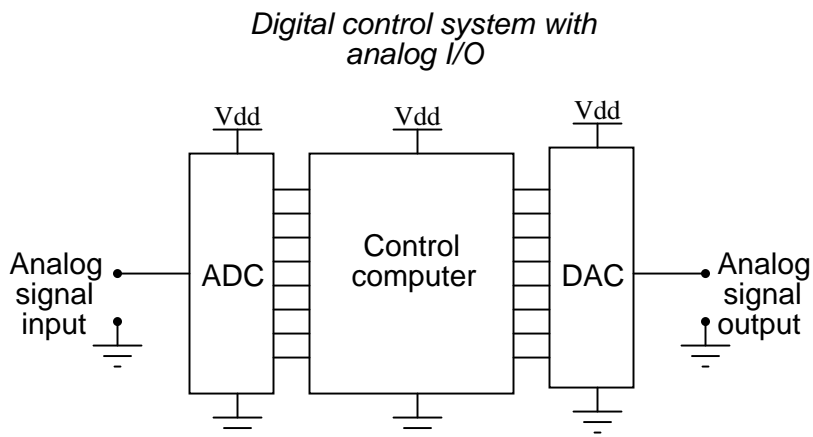 Digital control system with
analog I/O
Vdd
Vdd
Vdd
Analog
signal
input
ADC
Control
computer
DAC
Analog
signal
output